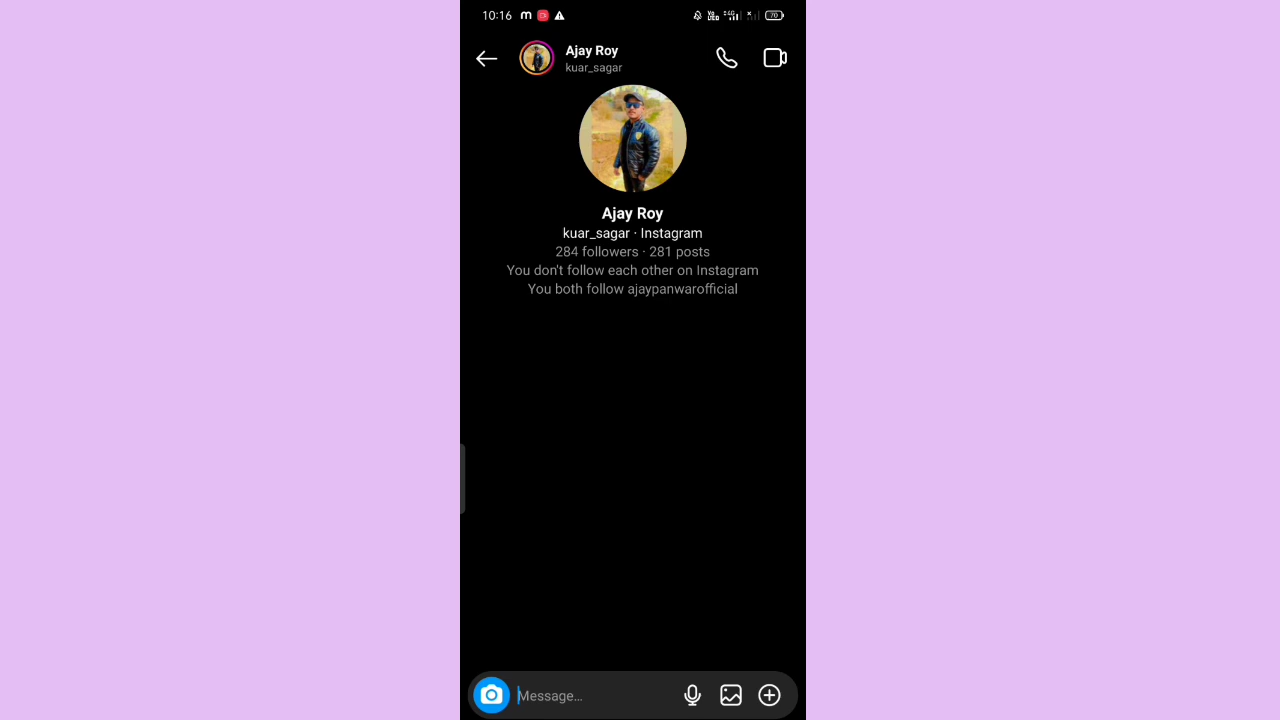 10:16
Ajay Roy
kuar_sagar
Ajay Roy
kuar_sagar · Instagram
284 followers · 281 posts
You don't follow each other on Instagram
You both follow ajaypanwarofficial
Message...